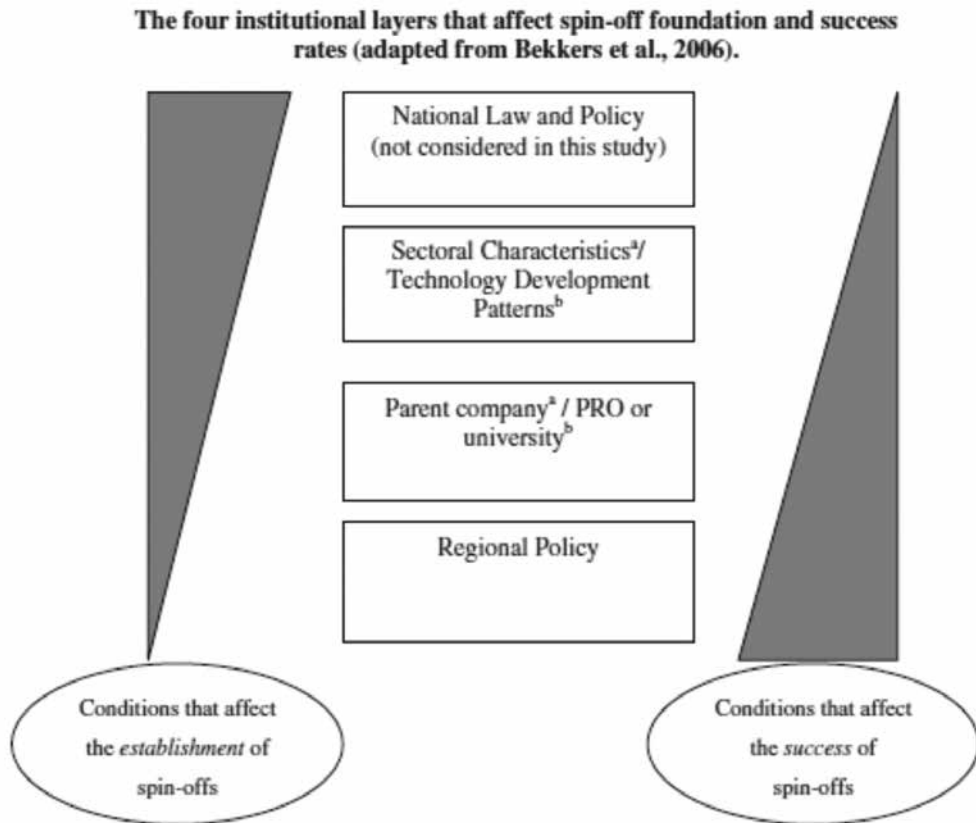 The four institutional layers that affect spin-off foundation and success
rates (adapted from Bekkers et al., 2006).
National Law and Policy
(not considered in this study)
Sectoral Characteristicsᵃ/
Technology Development
Patternsᵇ
Parent companyᵃ / PRO or
universityᵇ
Regional Policy
Conditions that affect
the establishment of
spin-offs
Conditions that affect
the success of
spin-offs